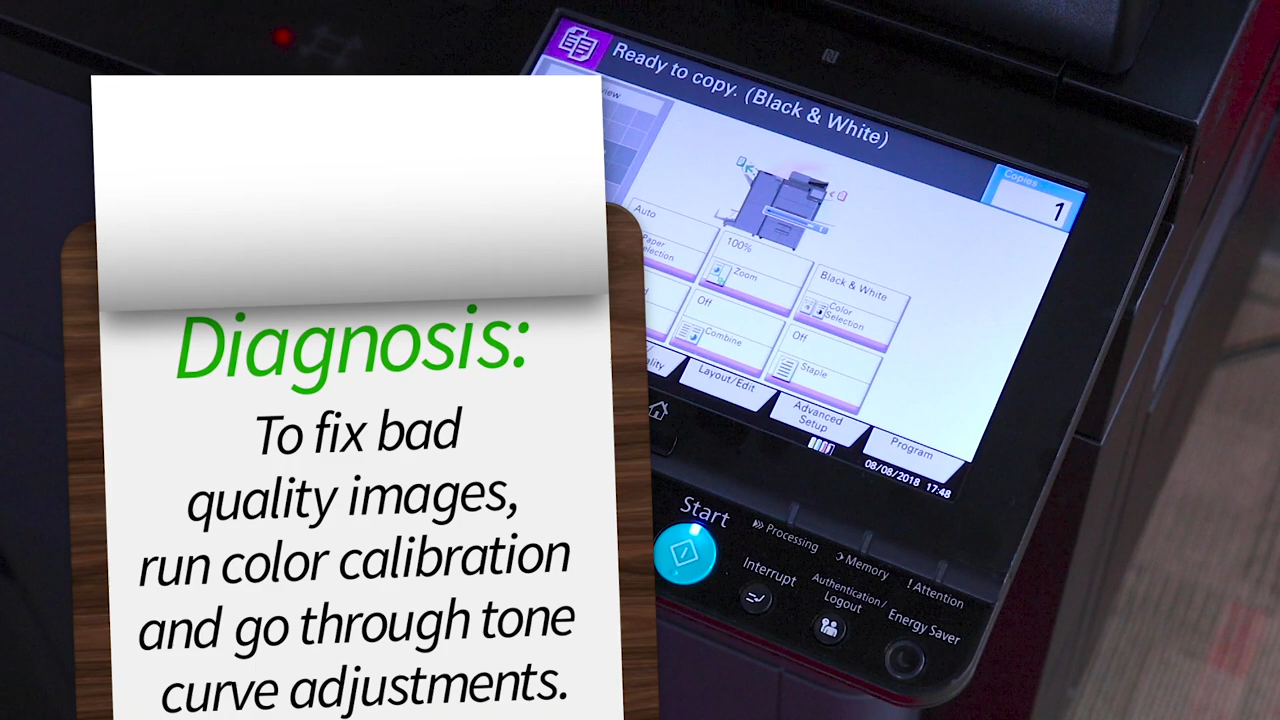 Diagnosis:
To fix bad
quality images,
run color calibration
and go through tone
curve adjustments.
Ready to copy. (Black & White)
Copies
1
Auto
Paper
Selection
100%
Zoom
Black & White
Color
Selection
Off
Combine
Off
Staple
Layout/Edit
Advanced
Setup
Program
08/08/2018 17:48
Start
Processing
Memory
! Attention
Interrupt
Authentication/
Logout
Energy Saver